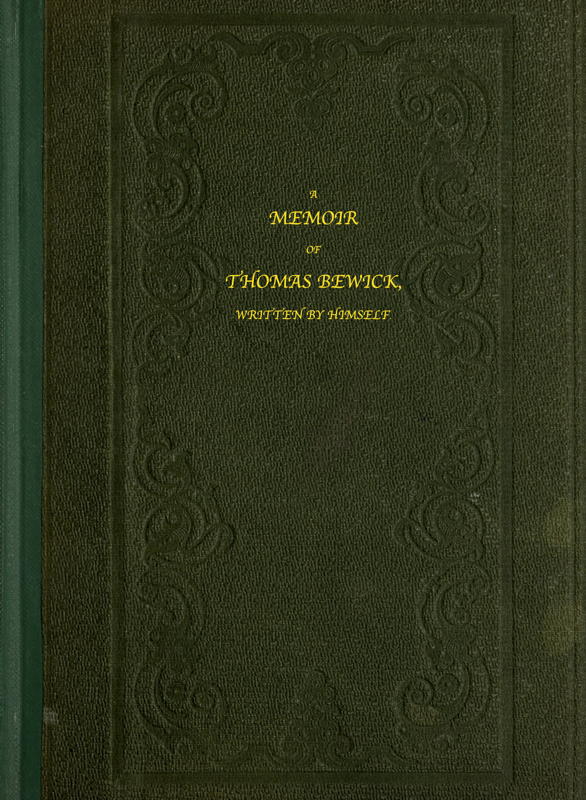 A
MEMOIR
OF
THOMAS BEWICK,
WRITTEN BY HIMSELF